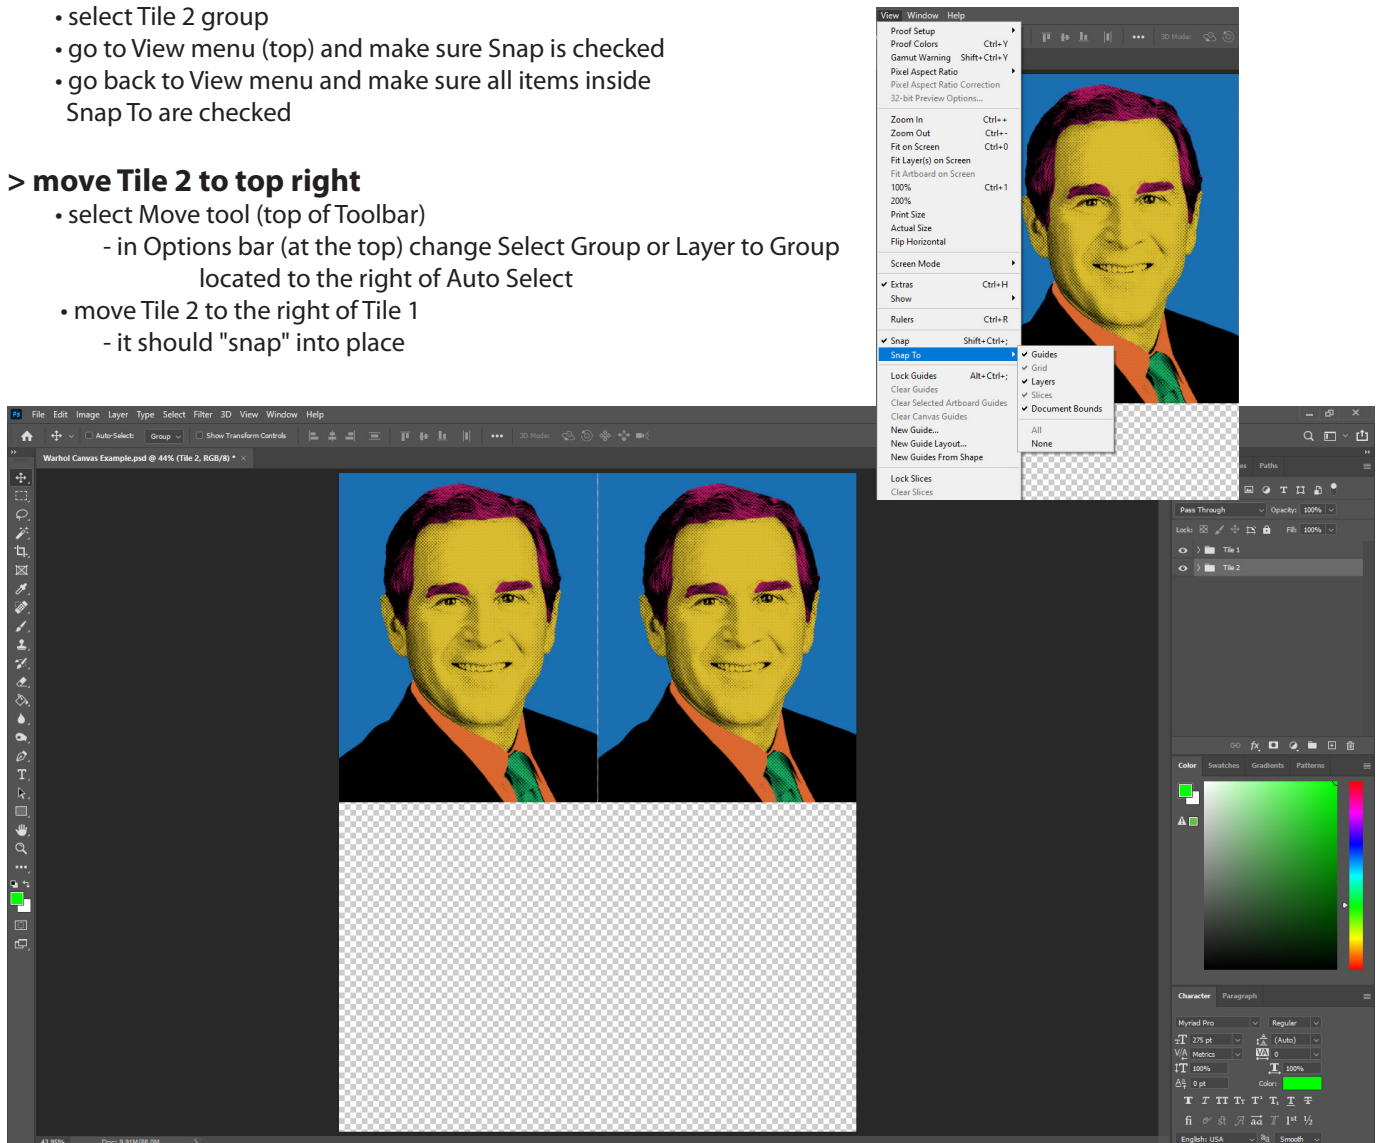 • select Tile 2 group
• go to View menu (top) and make sure Snap is checked
• go back to View menu and make sure all items inside
Snap To are checked
> move Tile 2 to top right
• select Move tool (top of Toolbar)
- in Options bar (at the top) change Select Group or Layer to Group
located to the right of Auto Select
• move Tile 2 to the right of Tile 1
- it should "snap" into place
View Window Help
Proof Setup
Proof Colors Ctrl+Y
Gamut Warning Shift+Ctrl+Y
Pixel Aspect Ratio
Pixel Aspect Ratio Correction
32-bit Preview Options...
Zoom In Ctrl++
Zoom Out Ctrl+-
Fit on Screen Ctrl+0
Fit Layer(s) on Screen
Fit Artboard on Screen
100% Ctrl+1
200%
Print Size
Actual Size
Flip Horizontal
Screen Mode
Extras Ctrl+H
Show
Rulers Ctrl+R
Snap Shift+Ctrl+;
Snap To
Lock Guides Alt+Ctrl+;
Clear Guides
Clear Selected Artboard Guides
Clear Canvas Guides
New Guide...
New Guide Layout...
New Guides From Shape
Lock Slices
Clear Slices
Guides
Grid
Layers
Slices
Document Bounds
All
None
3D Mode:
Ps File Edit Image Layer Type Select Filter 3D View Window Help
Auto-Select: Group Show Transform Controls 3D Mode:
Warhol Canvas Example.psd @ 44% (Tile 2, RGB/8) * ×
Paths
Pass Through Opacity: 100%
Lock: Fill: 100%
Tile 1
Tile 2
fx
Color Swatches Gradients Patterns
Character Paragraph
Myriad Pro Regular
275 pt (Auto)
Metrics 0
100% 100%
0 pt Color:
English: USA Smooth
43.95% Doc: 9.91M/88.0M